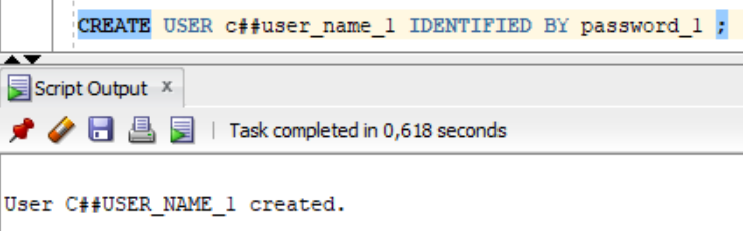 CREATE USER c##user_name_1 IDENTIFIED BY password_1 ;
Script Output x
Task completed in 0,618 seconds
User C##USER_NAME_1 created.